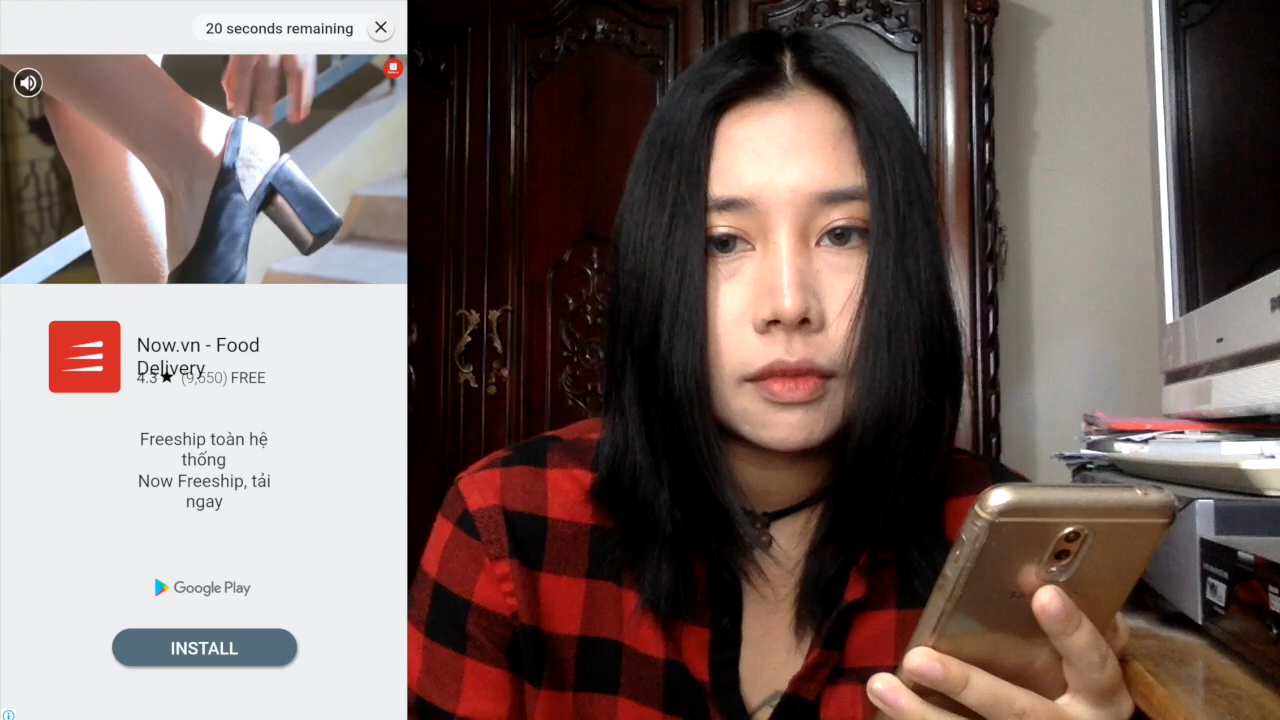 20 seconds remaining
Now.vn - Food
Delivery
4.3★ (9,550) FREE
Freeship toàn hệ
thống
Now Freeship, tải
ngay
Google Play
INSTALL